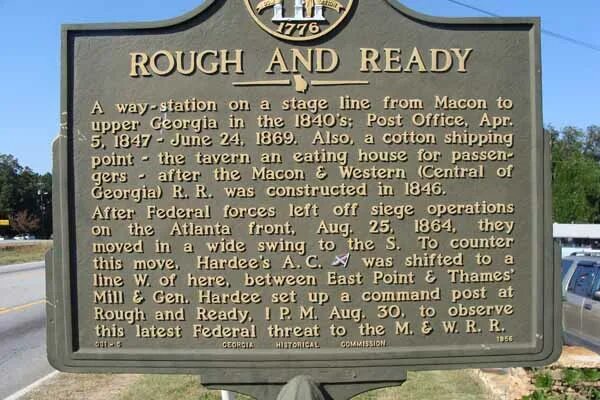 1776
ROUGH AND READY
A way-station on a stage line from Macon to
upper Georgia in the 1840's; Post Office, Apr.
5, 1847 - June 24, 1869. Also, a cotton shipping
point - the tavern an eating house for passen-
gers - after the Macon & Western (Central of
Georgia) R. R. was constructed in 1846.
After Federal forces left off siege operations
on the Atlanta front, Aug. 25, 1864, they
moved in a wide swing to the S. To counter
this move, Hardee's A. C. was shifted to a
line W. of here, between East Point & Thames'
Mill & Gen. Hardee set up a command post at
Rough and Ready, 1 P. M. Aug. 30, to observe
this latest Federal threat to the M. & W. R. R.
031-5 GEORGIA HISTORICAL COMMISSION 1956